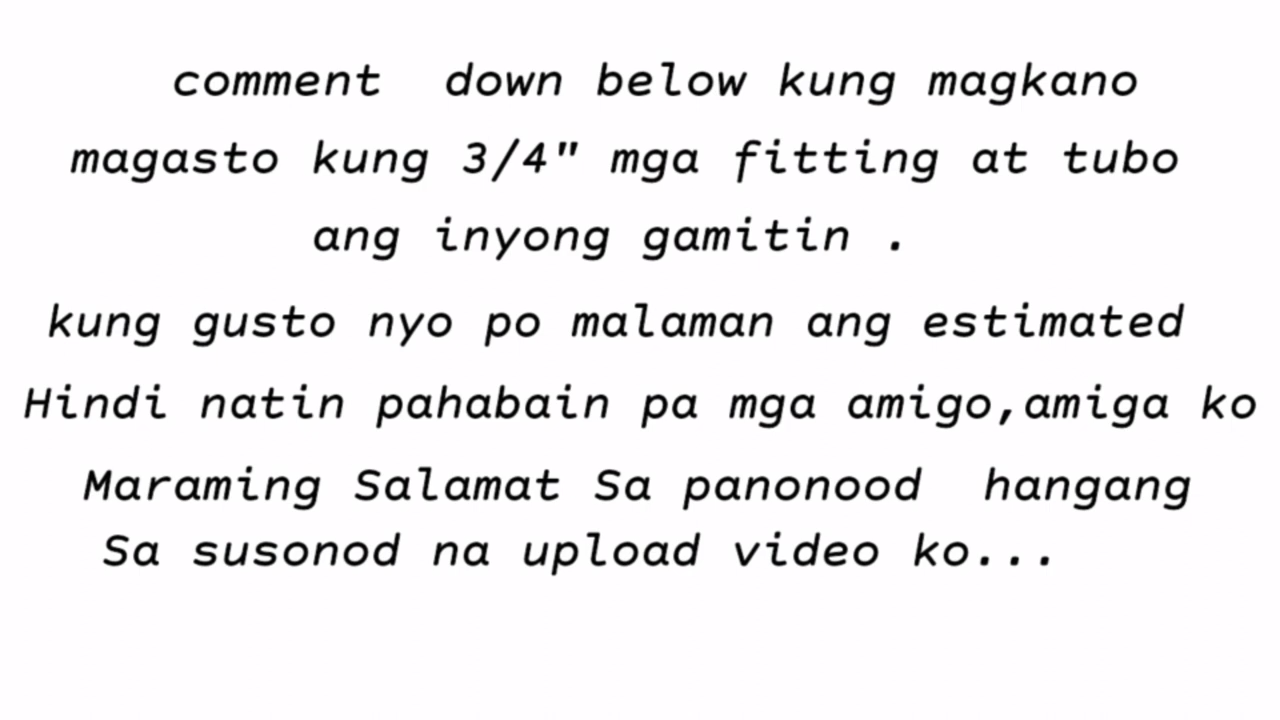 comment down below kung magkano
magasto kung 3/4" mga fitting at tubo
ang inyong gamitin .
kung gusto nyo po malaman ang estimated
Hindi natin pahabain pa mga amigo,amiga ko
Maraming Salamat Sa panonood hangang
Sa susonod na upload video ko...